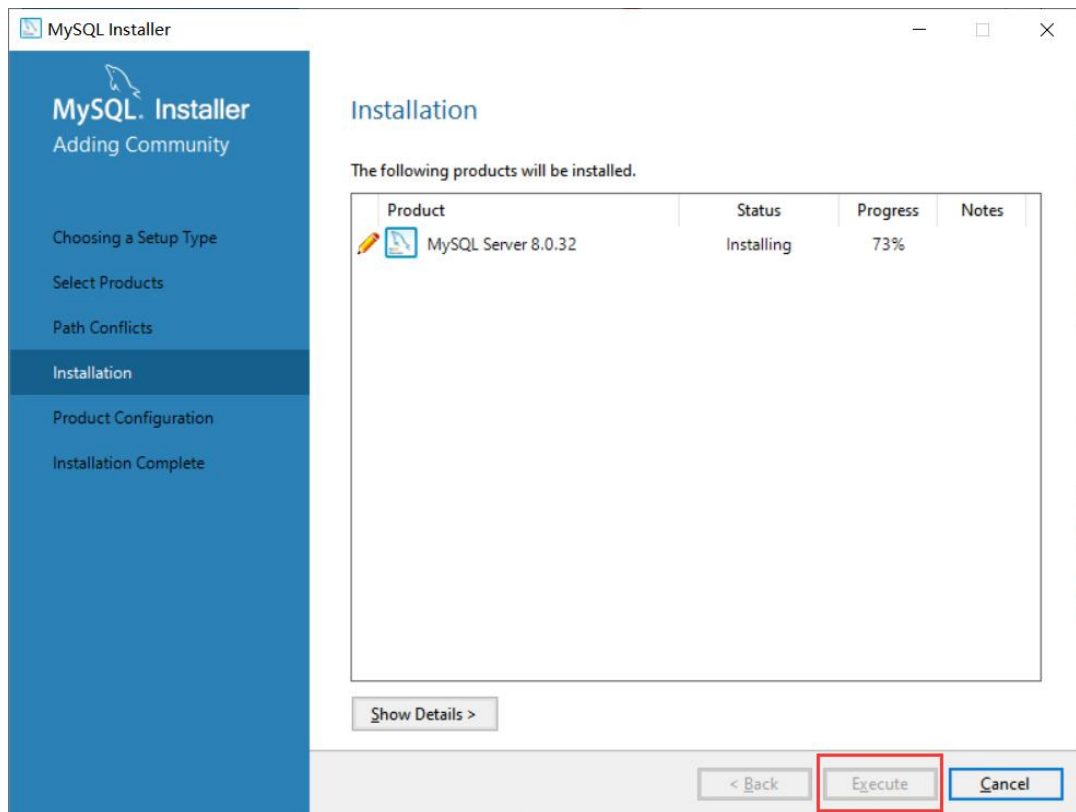 MySQL Installer
MySQL. Installer
Adding Community
Choosing a Setup Type
Select Products
Path Conflicts
Installation
Product Configuration
Installation Complete
Installation
The following products will be installed.
Product Status Progress Notes
MySQL Server 8.0.32 Installing 73%
Show Details >
< Back Execute Cancel